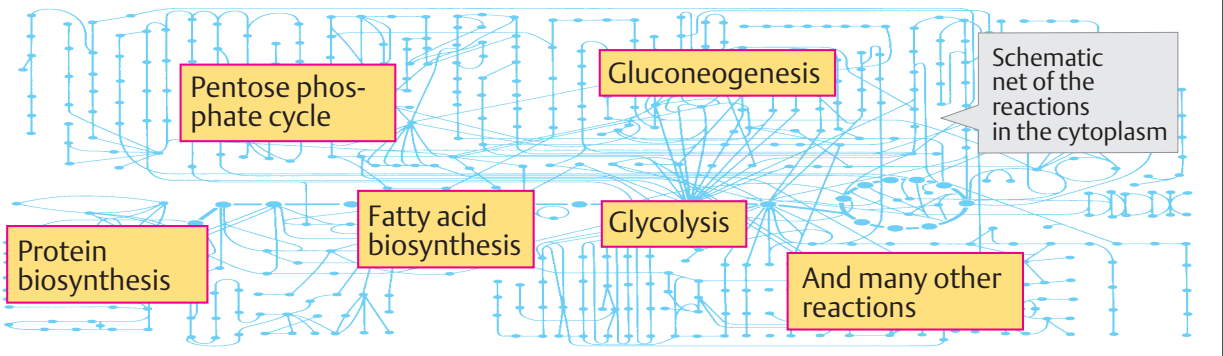 Pentose phos-
phate cycle
Gluconeogenesis
Schematic
net of the
reactions
in the cytoplasm
Protein
biosynthesis
Fatty acid
biosynthesis
Glycolysis
And many other
reactions